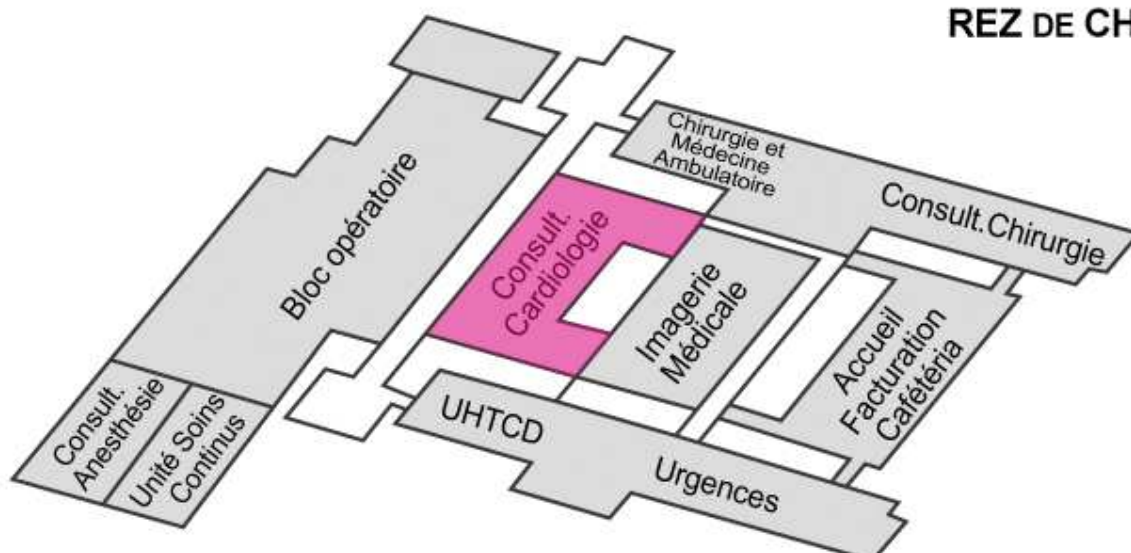 REZ DE CH
Chirurgie et
Médecine
Ambulatoire
Consult. Chirurgie
Bloc opératoire
Consult.
Cardiologie
Imagerie
Médicale
Accueil
Facturation
Cafétéria
Consult.
Anesthésie
Unité Soins
Continus
UHTCD
Urgences